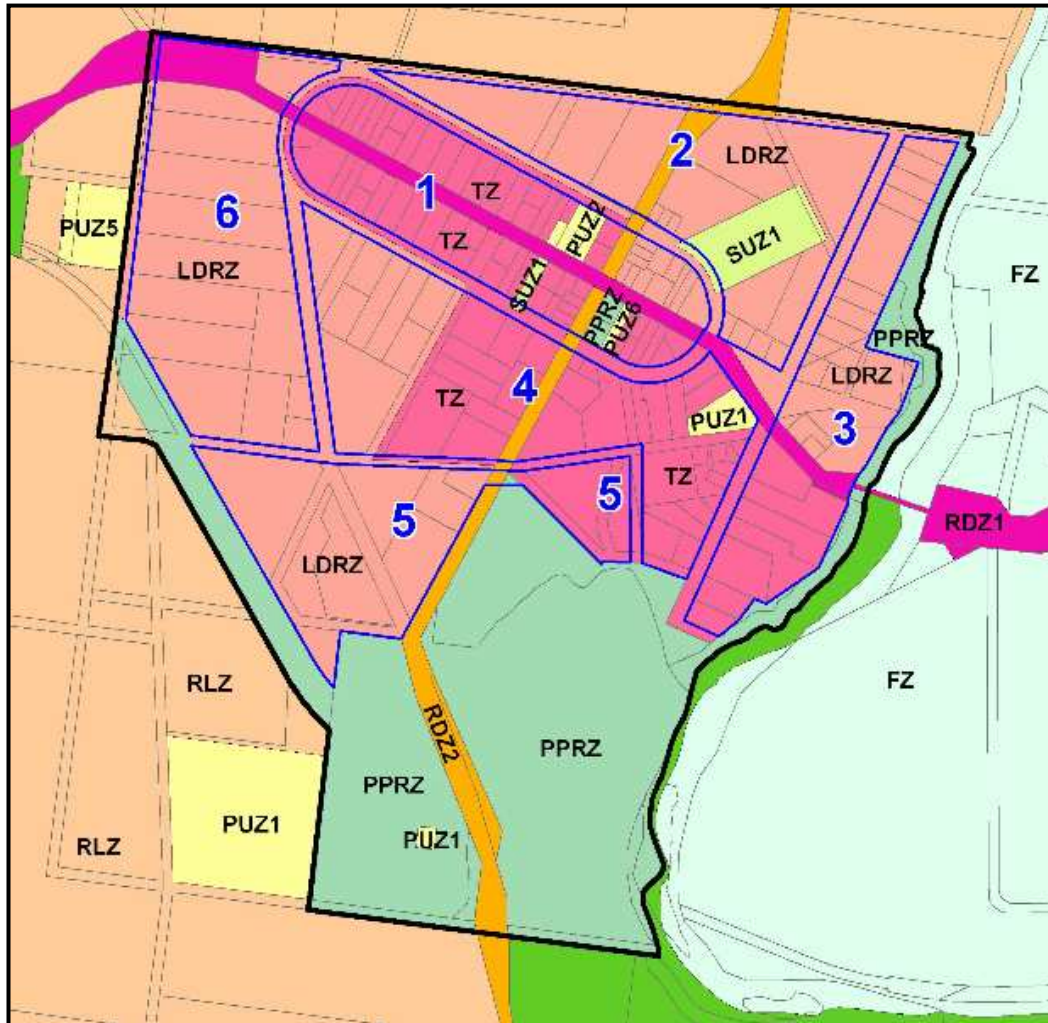 2
LDRZ
1
TZ
6
PUZ5
PUZ2
LDRZ
TZ
SUZ1
SUZ1
FZ
PPRZ
PUZ6
PPRZ
LDRZ
4
TZ
PUZ1
3
TZ
5
5
RDZ1
LDRZ
RLZ
FZ
RDZ2
PPRZ
PPRZ
PUZ1
PUZ1
RLZ